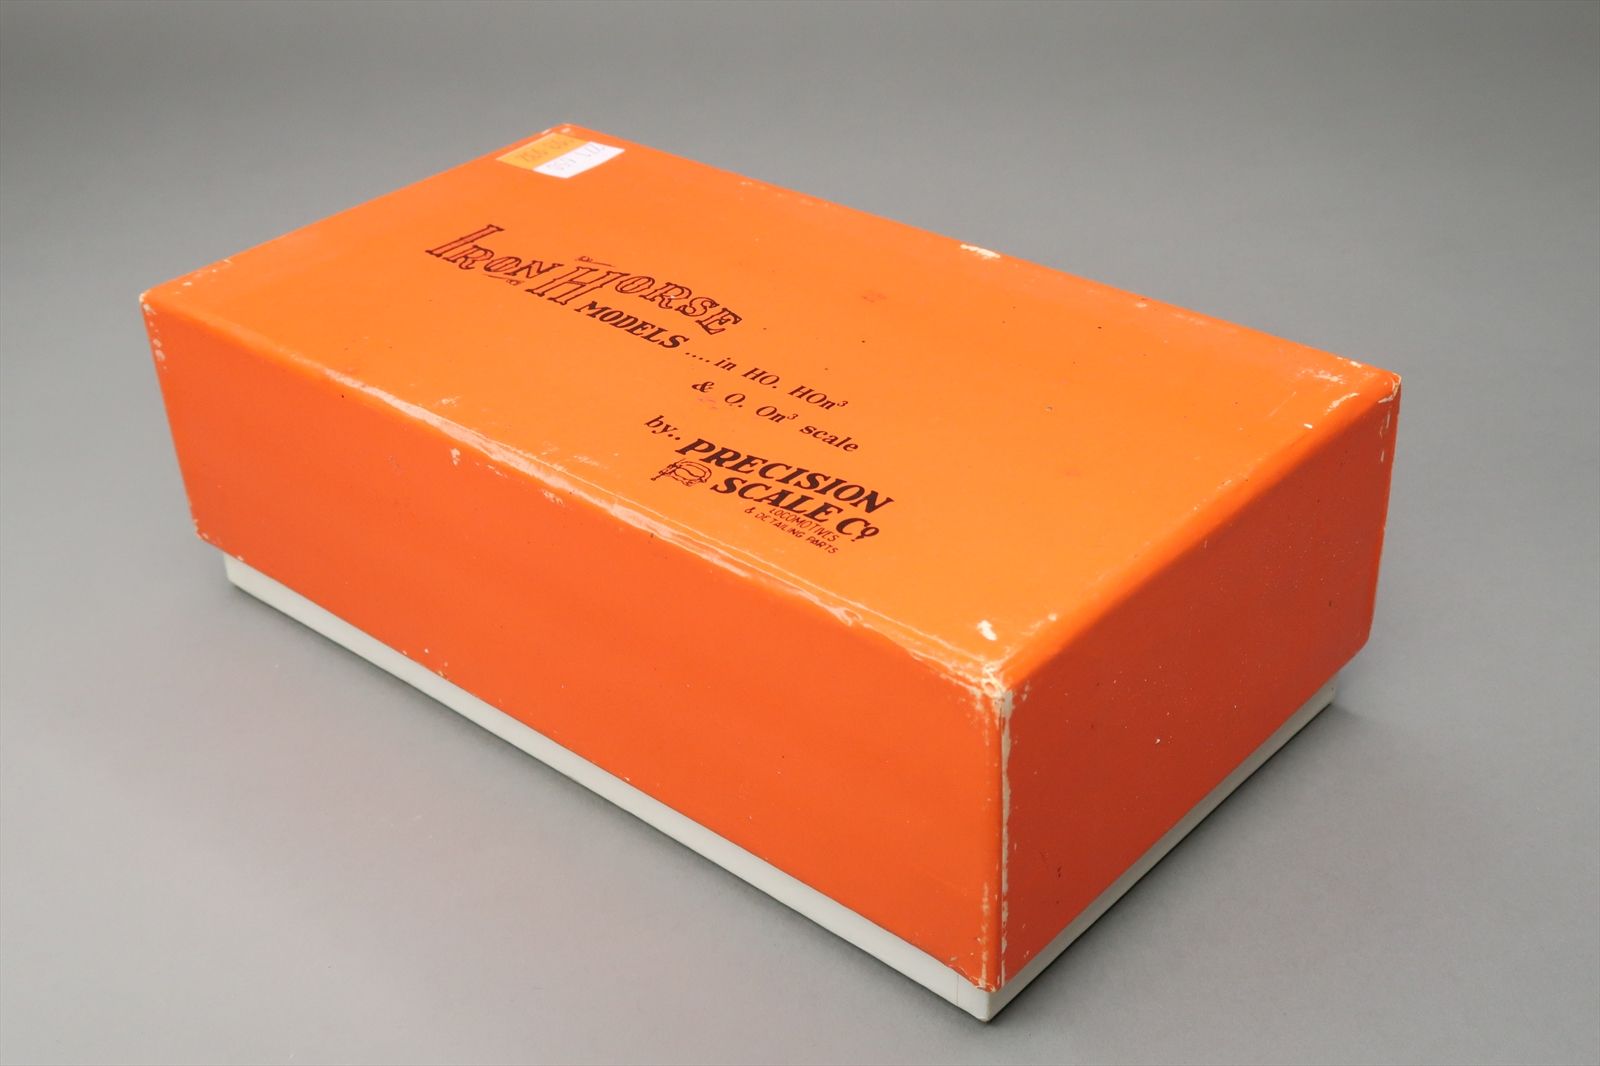 IRON HORSE
MODELS .... in HO. HOn³
& O. On³ scale
by.. PRECISION
SCALE Co
LOCOMOTIVES
& DETAILING PARTS